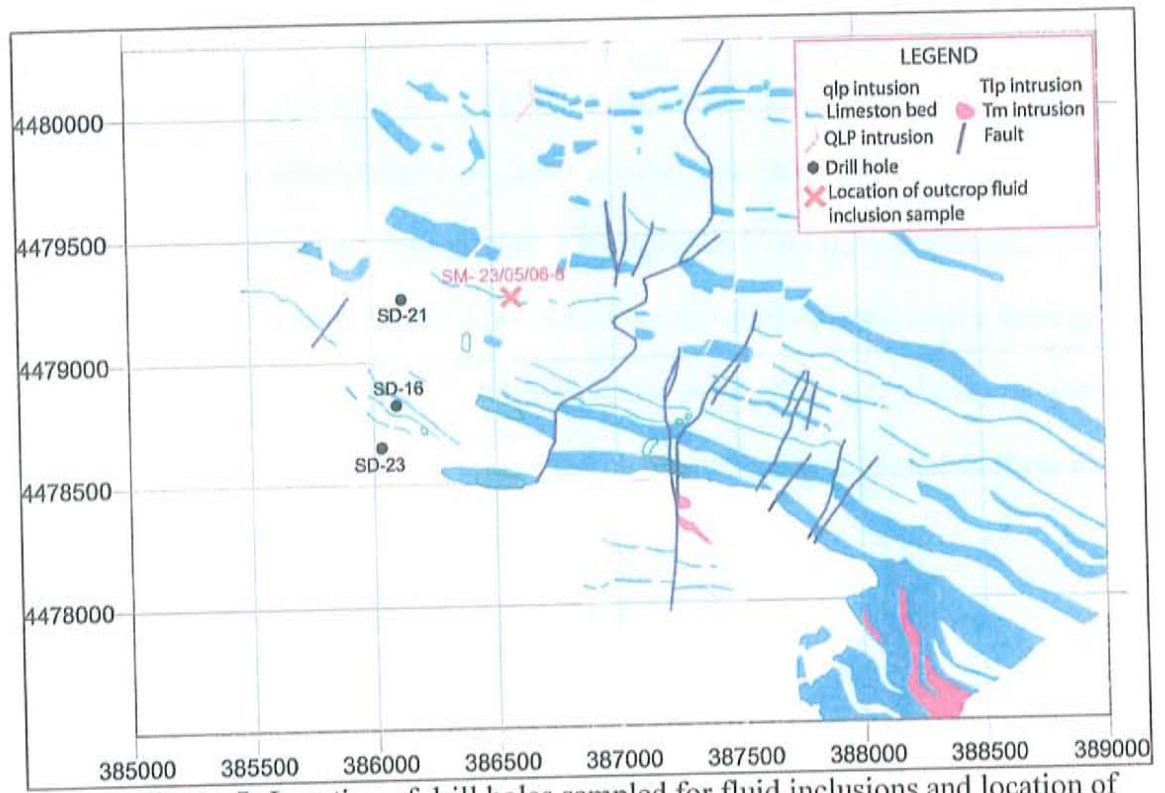 LEGEND
qlp intusion
Tlp intrusion
Limeston bed
Tm intrusion
QLP intrusion
Fault
Drill hole
Location of outcrop fluid
inclusion sample
4480000
4479500
4479000
4478500
4478000
SM- 23/05/06-6
SD-21
SD-16
SD-23
385000 385500 386000 386500 387000 387500 388000 388500 389000
Location of drill holes sampled for fluid inclusions and location of